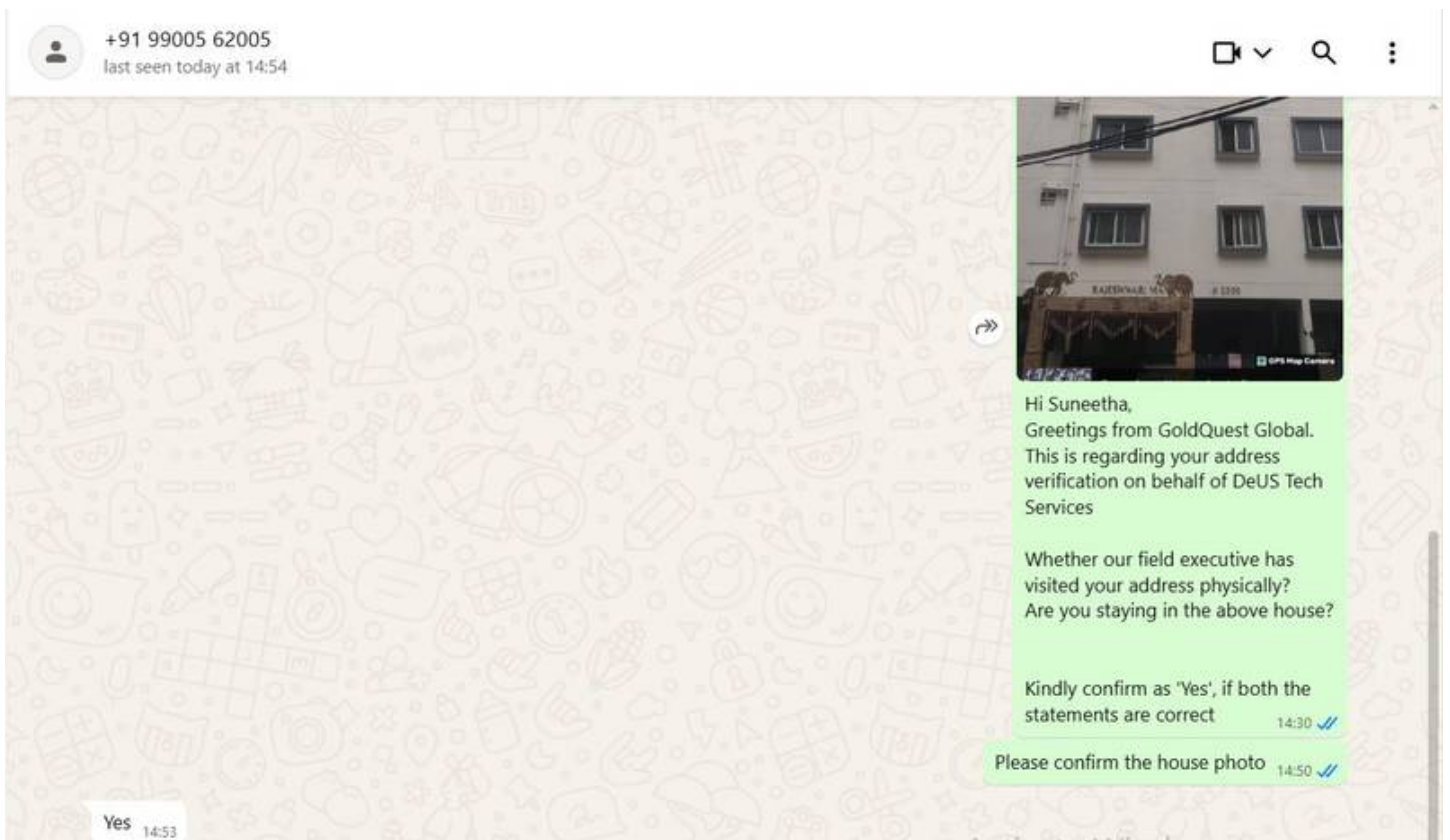 +91 99005 62005
last seen today at 14:54
RAJESHWARI
GPS Map Camera
Hi Suneetha,
Greetings from GoldQuest Global.
This is regarding your address
verification on behalf of DeUS Tech
Services
Whether our field executive has
visited your address physically?
Are you staying in the above house?
Kindly confirm as 'Yes', if both the
statements are correct
14:30
Please confirm the house photo 14:50
Yes 14:53